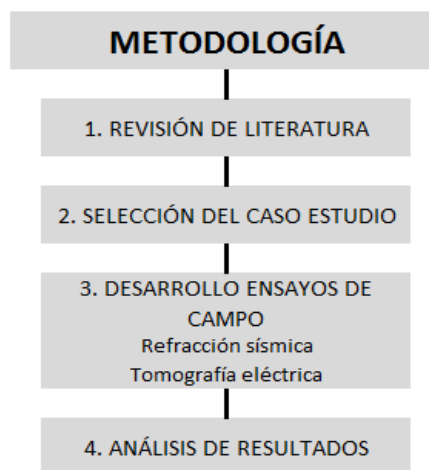 METODOLOGÍA
1. REVISIÓN DE LITERATURA
2. SELECCIÓN DEL CASO ESTUDIO
3. DESARROLLO ENSAYOS DE
CAMPO
Refracción sísmica
Tomografía eléctrica
4. ANÁLISIS DE RESULTADOS